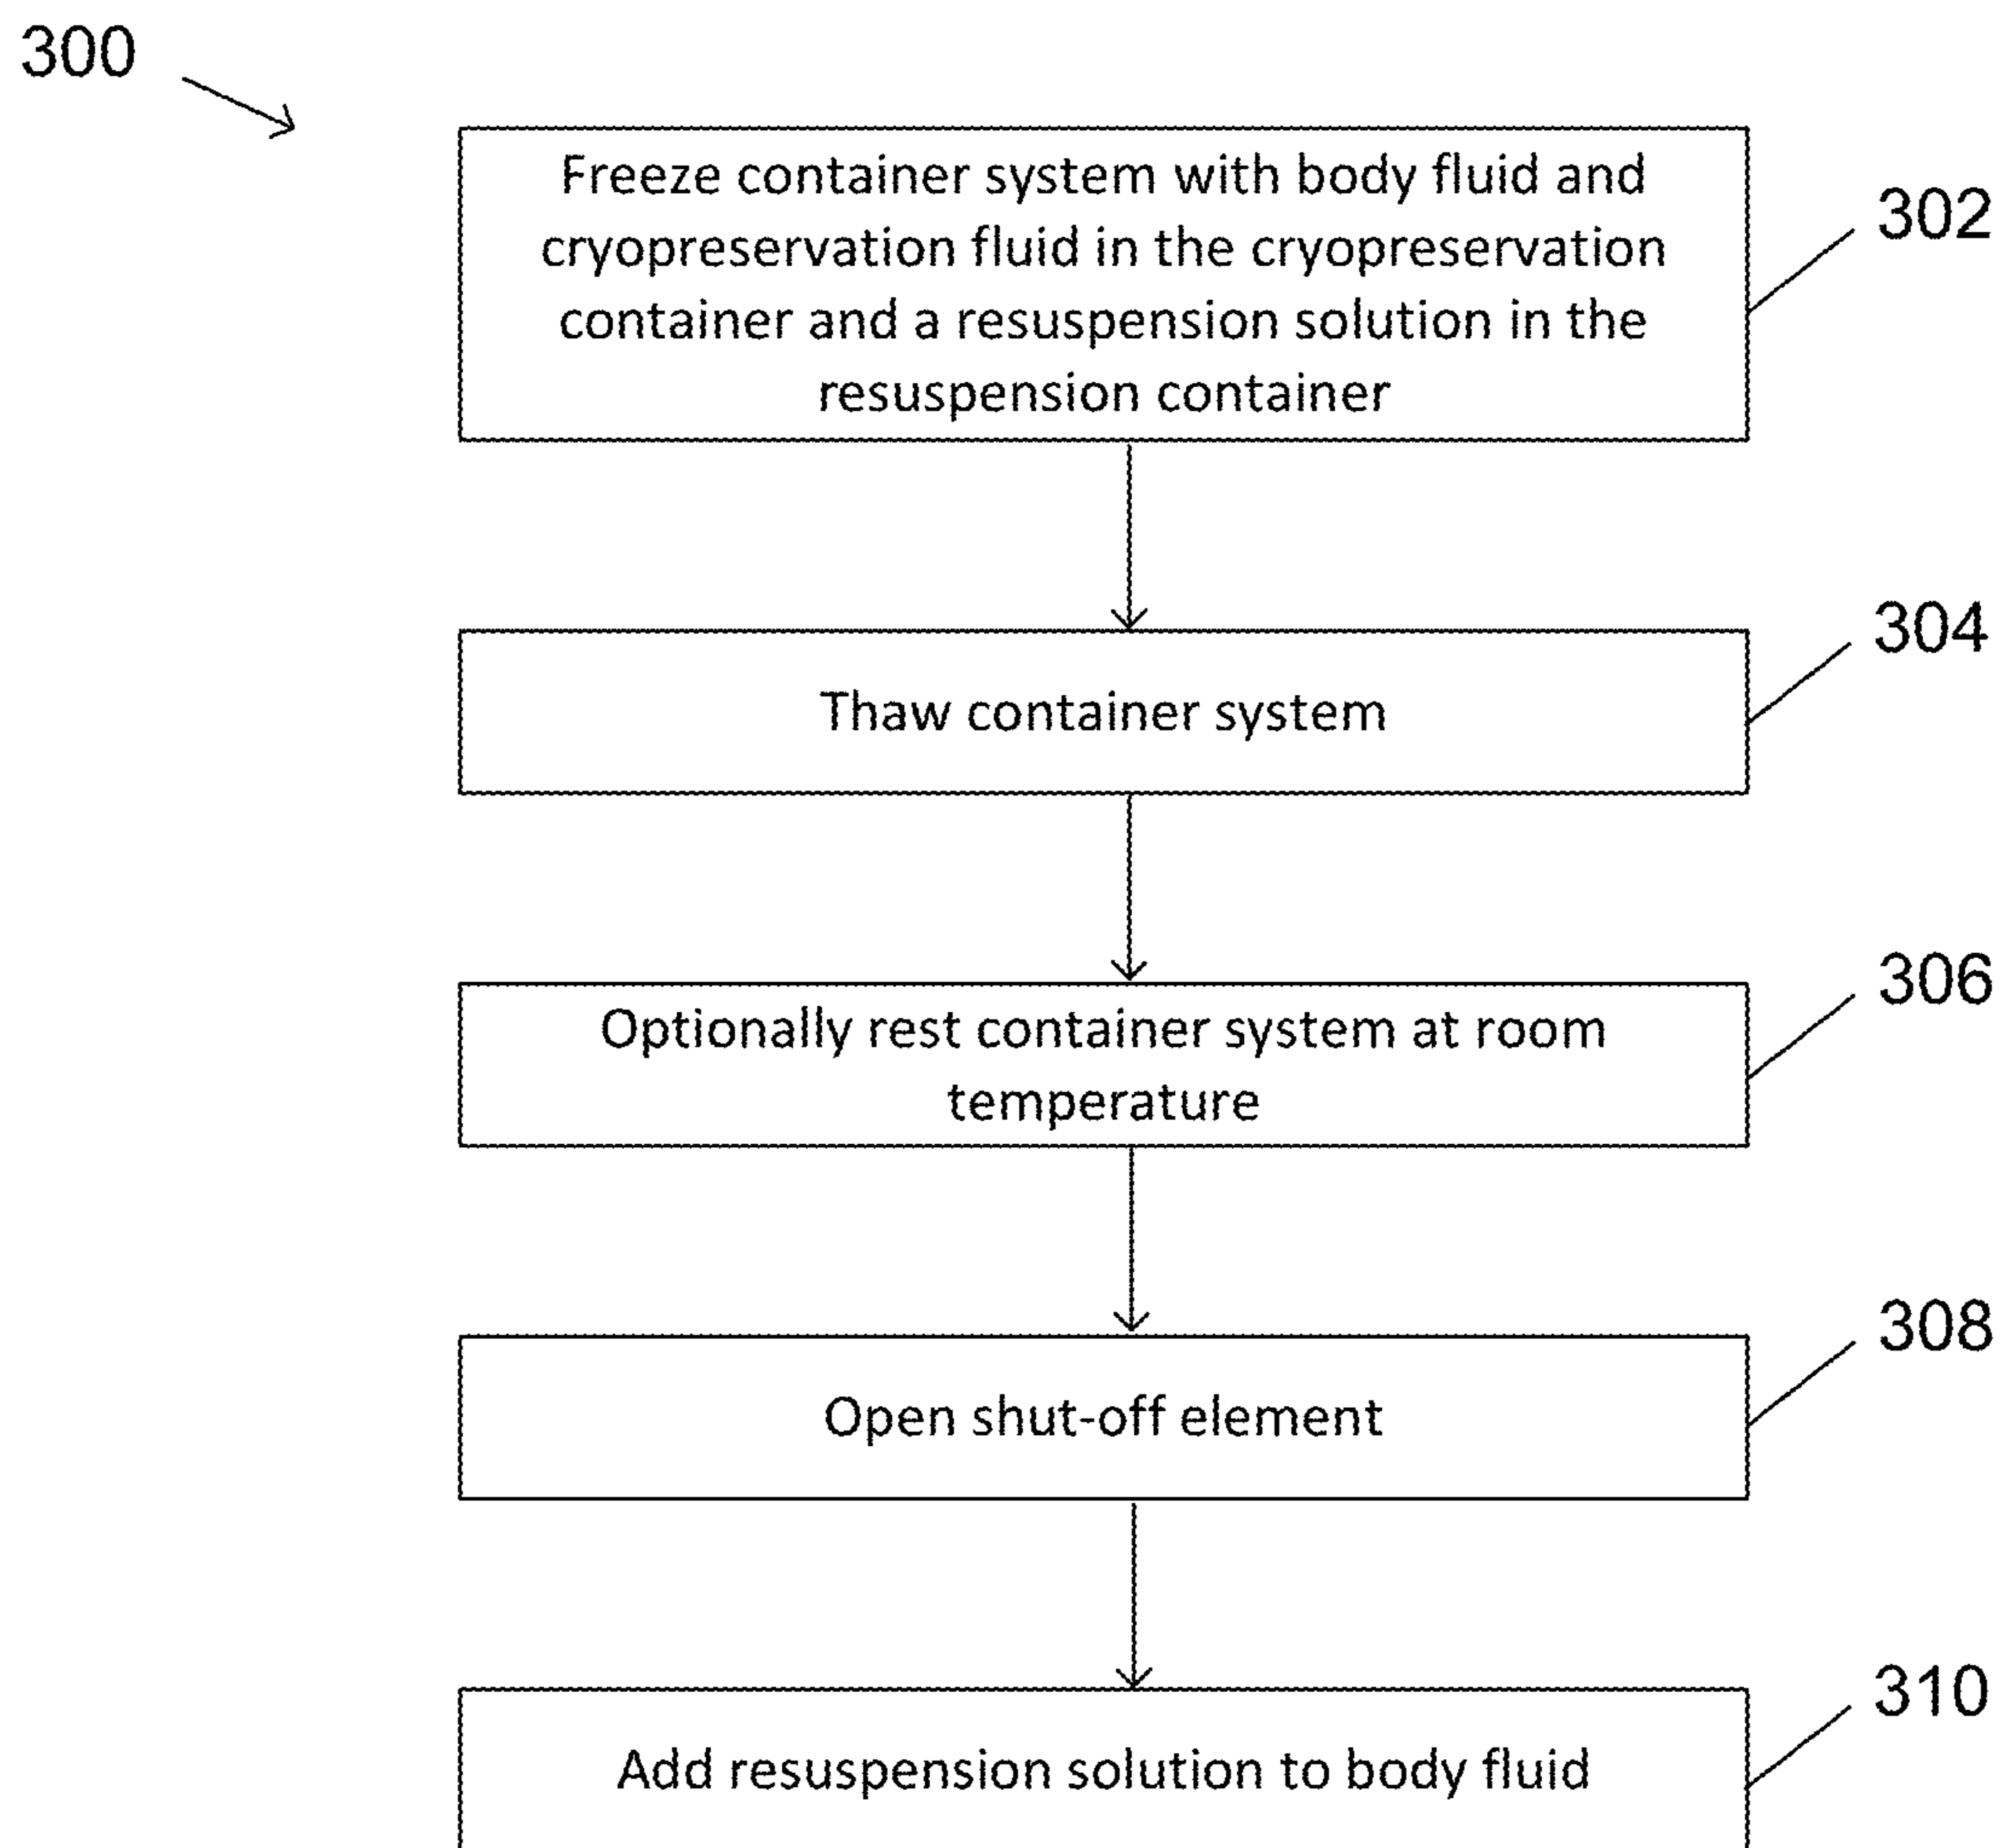 300
Freeze container system with body fluid and
cryopreservation fluid in the cryopreservation
container and a resuspension solution in the
resuspension container
302
Thaw container system
304
Optionally rest container system at room
temperature
306
Open shut-off element
308
Add resuspension solution to body fluid
310